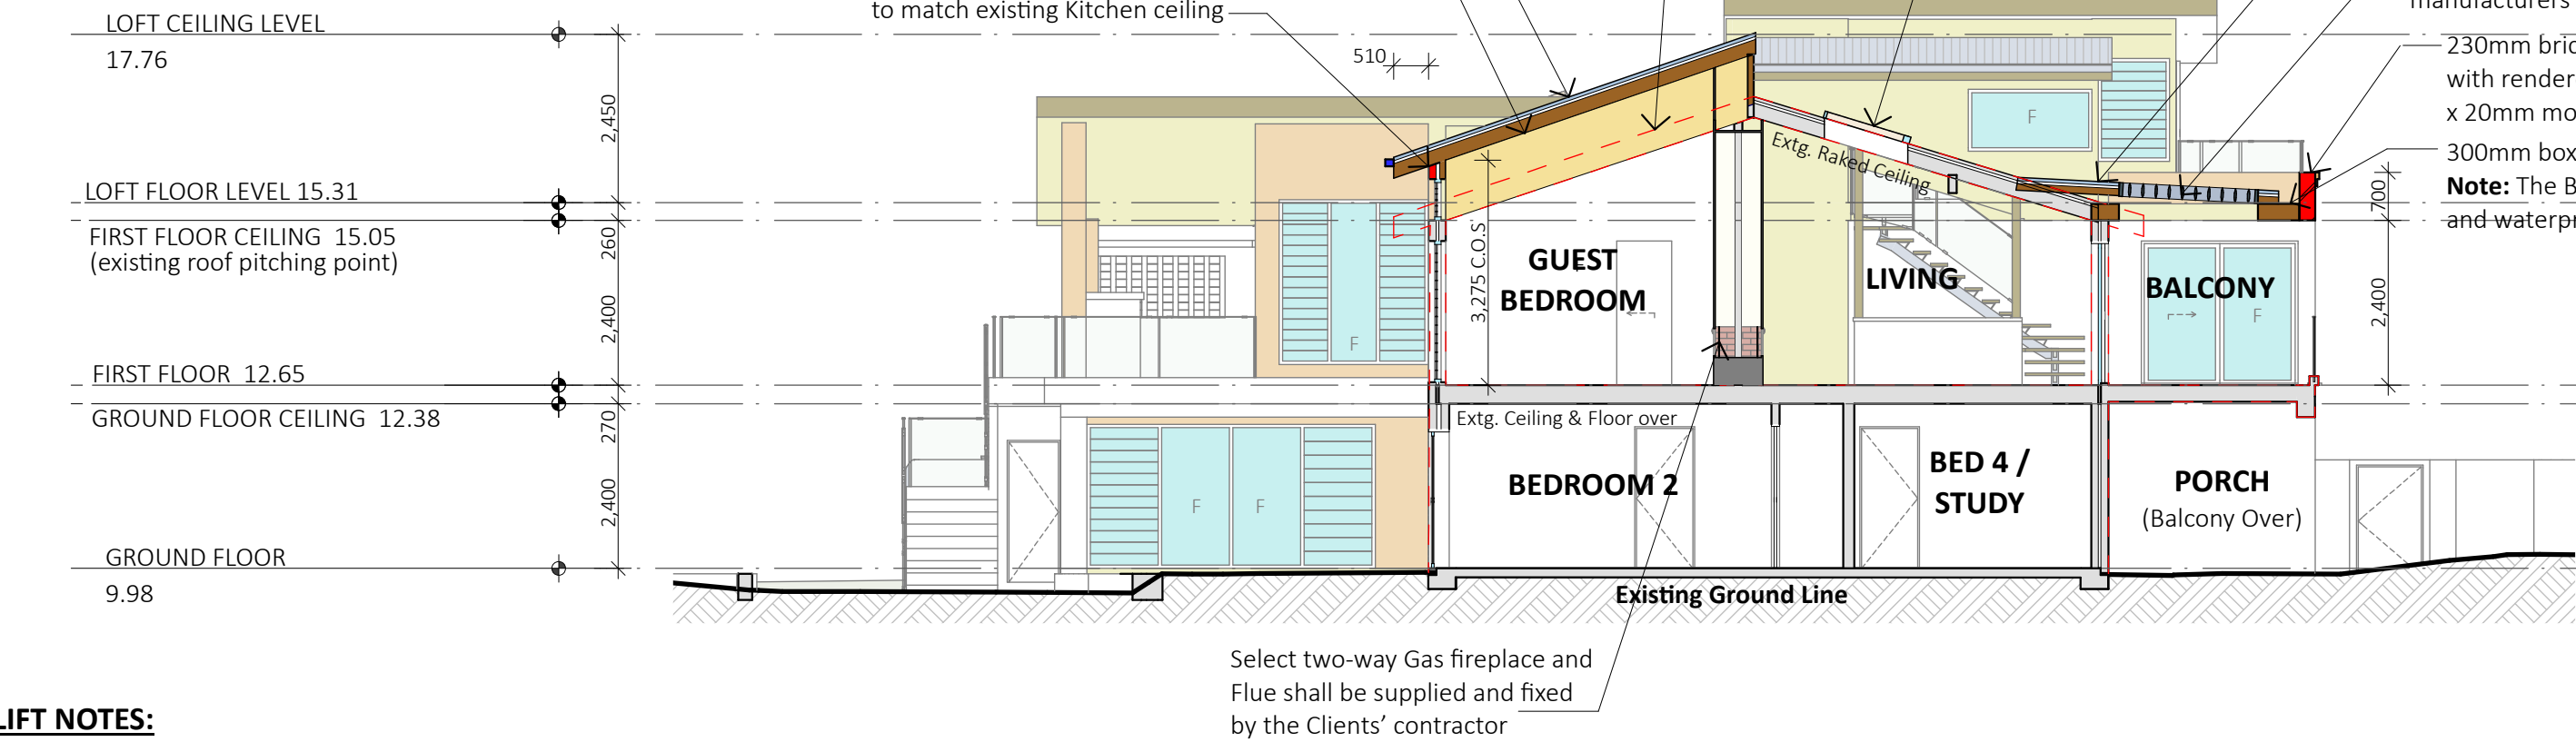 to match existing Kitchen ceiling
manufacturers
LOFT CEILING LEVEL
17.76
510
230mm bric
with render
x 20mm mo
300mm box
Note: The B
and waterpr
2,450
Extg. Raked Ceiling
LOFT FLOOR LEVEL 15.31
FIRST FLOOR CEILING 15.05
(existing roof pitching point)
260
700
3,275 C.O.S
GUEST
BEDROOM
LIVING
BALCONY
F
F
F
2,400
2,400
FIRST FLOOR 12.65
GROUND FLOOR CEILING 12.38
270
Extg. Ceiling & Floor over
BEDROOM 2
BED 4 /
STUDY
PORCH
(Balcony Over)
F
F
2,400
GROUND FLOOR
9.98
Existing Ground Line
Select two-way Gas fireplace and
Flue shall be supplied and fixed
by the Clients' contractor
LIFT NOTES: